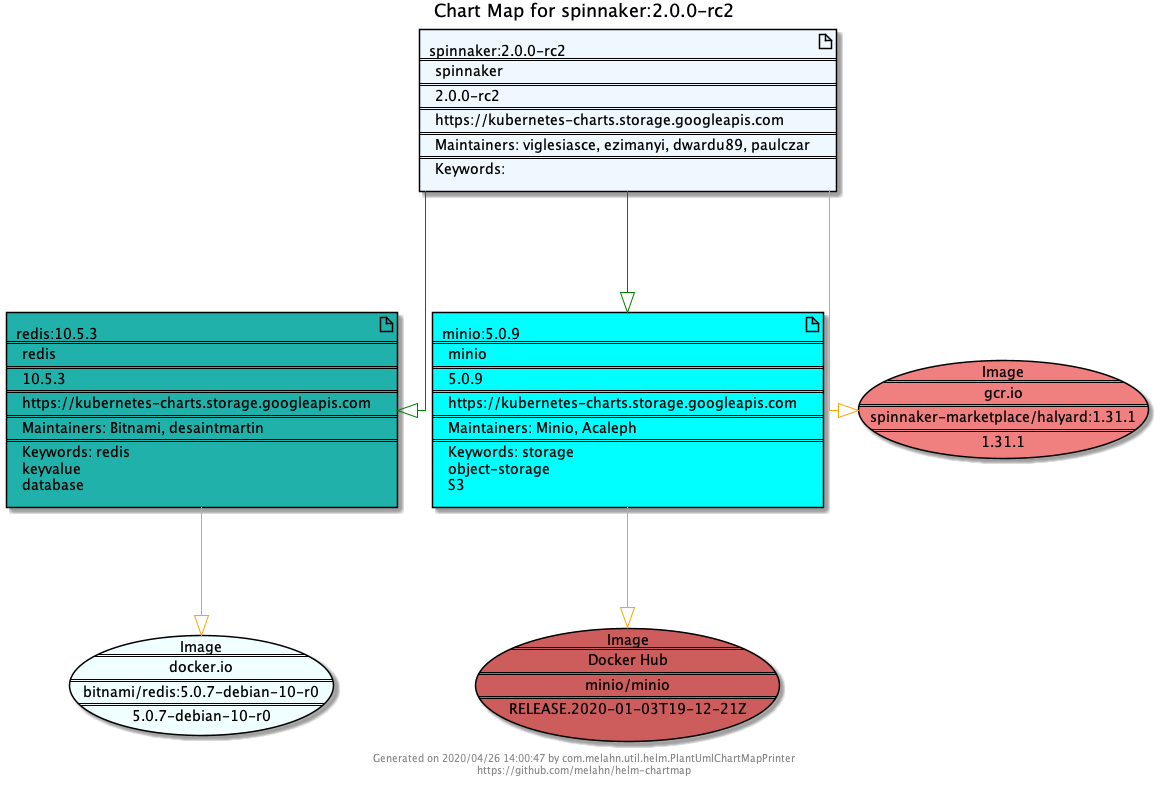 Chart Map for spinnaker:2.0.0-rc2
spinnaker:2.0.0-rc2
spinnaker
2.0.0-rc2
https://kubernetes-charts.storage.googleapis.com
Maintainers: viglesiasce, ezimanyi, dwardu89, paulczar
Keywords:
redis:10.5.3
redis
10.5.3
https://kubernetes-charts.storage.googleapis.com
Maintainers: Bitnami, desaintmartin
Keywords: redis
keyvalue
database
minio:5.0.9
minio
5.0.9
https://kubernetes-charts.storage.googleapis.com
Maintainers: Minio, Acaleph
Keywords: storage
object-storage
S3
Image
gcr.io
spinnaker-marketplace/halyard:1.31.1
1.31.1
Image
docker.io
bitnami/redis:5.0.7-debian-10-r0
5.0.7-debian-10-r0
Image
Docker Hub
minio/minio
RELEASE.2020-01-03T19-12-21Z
Generated on 2020/04/26 14:00:47 by com.melahn.util.helm.PlantUmlChartMapPrinter
https://github.com/melahn/helm-chartmap